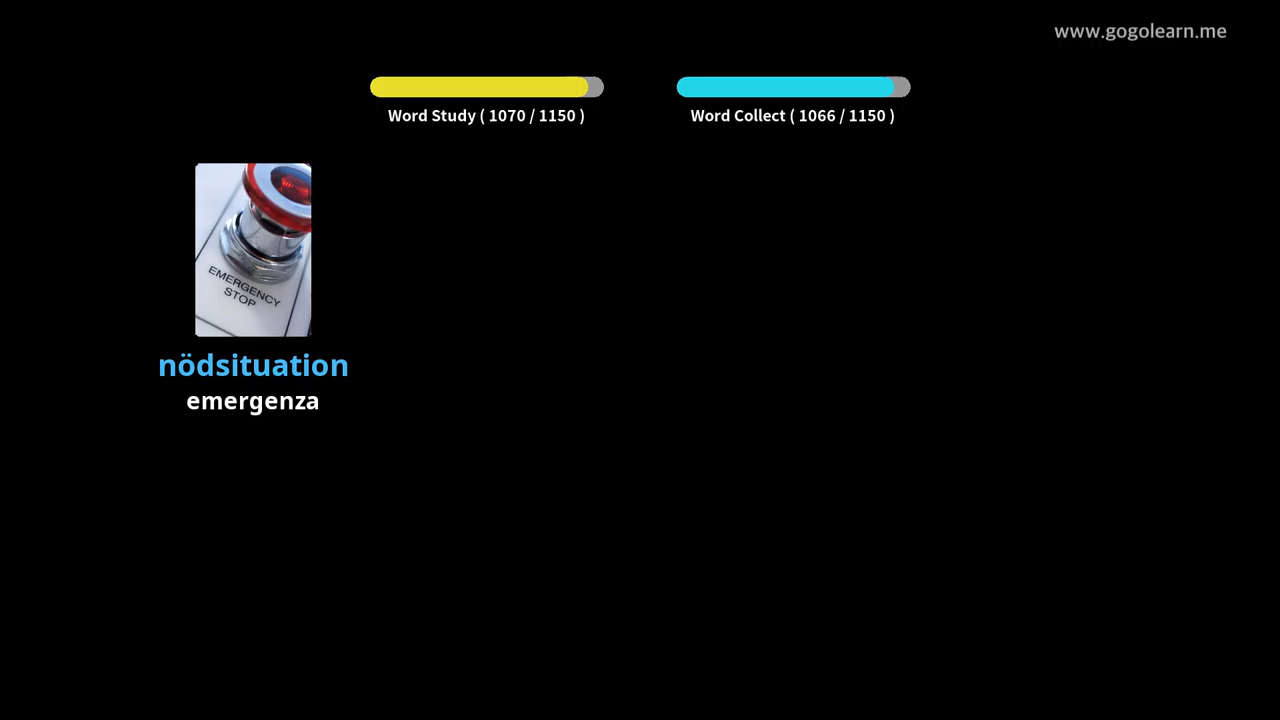 www.gogolearn.me
Word Study ( 1070 / 1150 )
Word Collect ( 1066 / 1150 )
EMERGENCY
STOP
nödsituation
emergenza